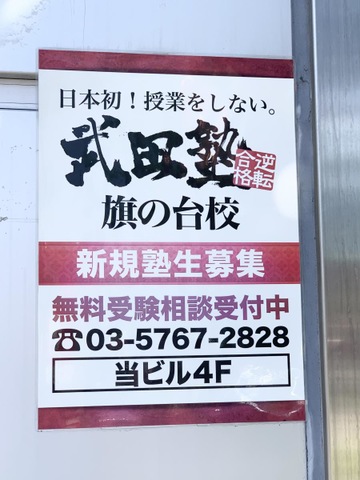 日本初！授業をしない。
武田塾
逆転
合格
旗の台校
新規塾生募集
無料受験相談受付中
☎03-5767-2828
当ビル4F